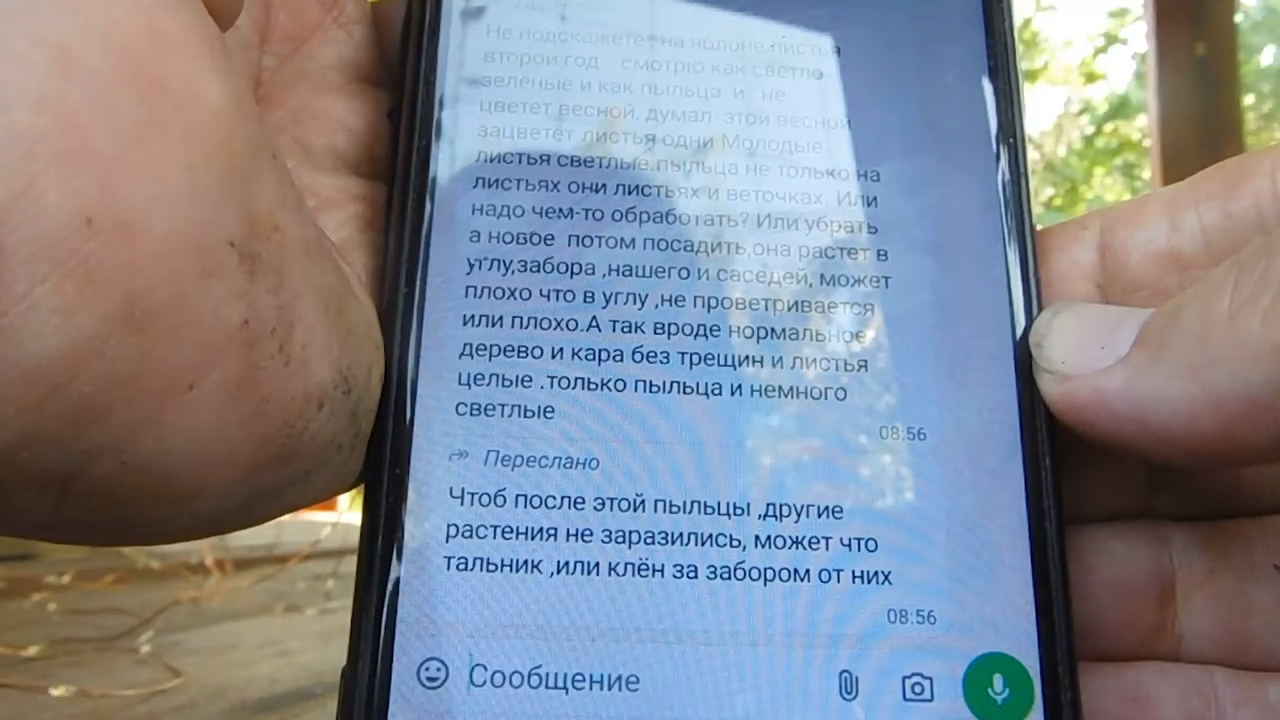 Не подскажете,на яблоне листья
второй год смотрю как светло
зелёные и как пыльца и не
цветет весной, думал этой весной
зацветёт листья одни Молодые
листья светлые.пыльца не только на
листьях они листьях и веточках. Или
надо чем-то обработать? Или убрать
а новое потом посадить,она растет в
углу,забора ,нашего и саседей, может
плохо что в углу ,не проветривается
или плохо.А так вроде нормальное
дерево и кара без трещин и листья
целые .только пыльца и немного
светлые
08:56
Переслано
Чтоб после этой пыльцы ,другие
растения не заразились, может что
тальник ,или клён за забором от них
08:56
Сообщение